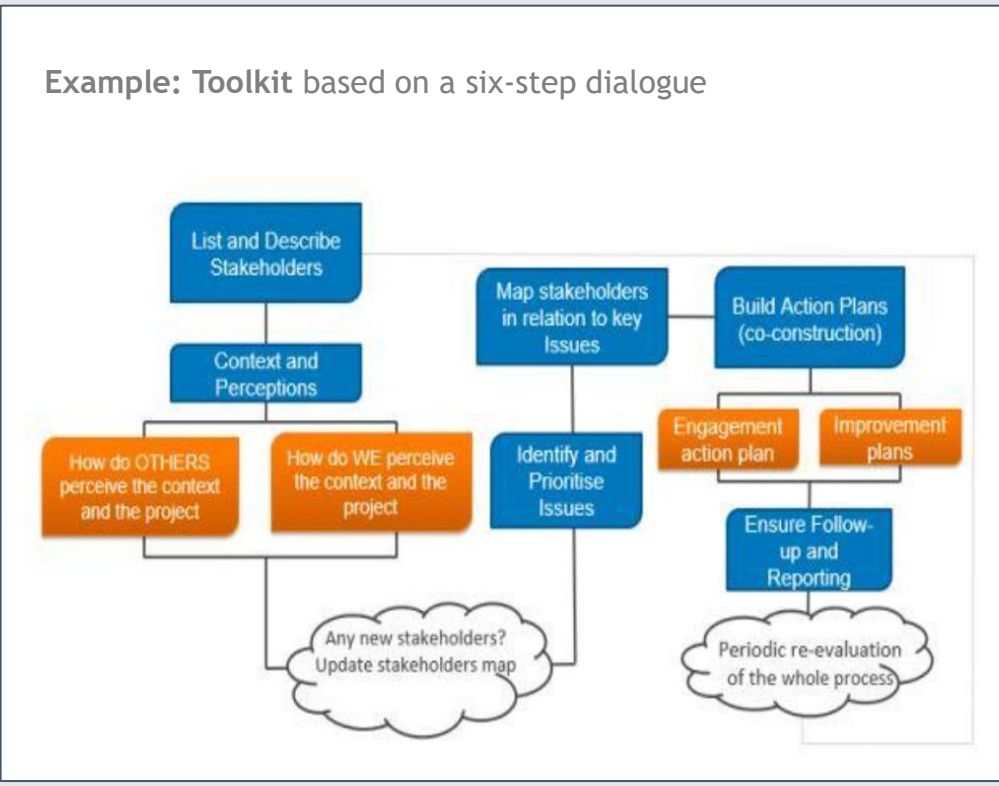 Example: Toolkit based on a six-step dialogue
List and Describe
Stakeholders
Context and
Perceptions
How do OTHERS
perceive the context
and the project
How do WE perceive
the context and the
project
Any new stakeholders?
Update stakeholders map
Identify and
Prioritise
Issues
Map stakeholders
in relation to key
Issues
Build Action Plans
(co-construction)
Engagement
action plan
Improvement
plans
Ensure Follow-
up and
Reporting
Periodic re-evaluation
of the whole process